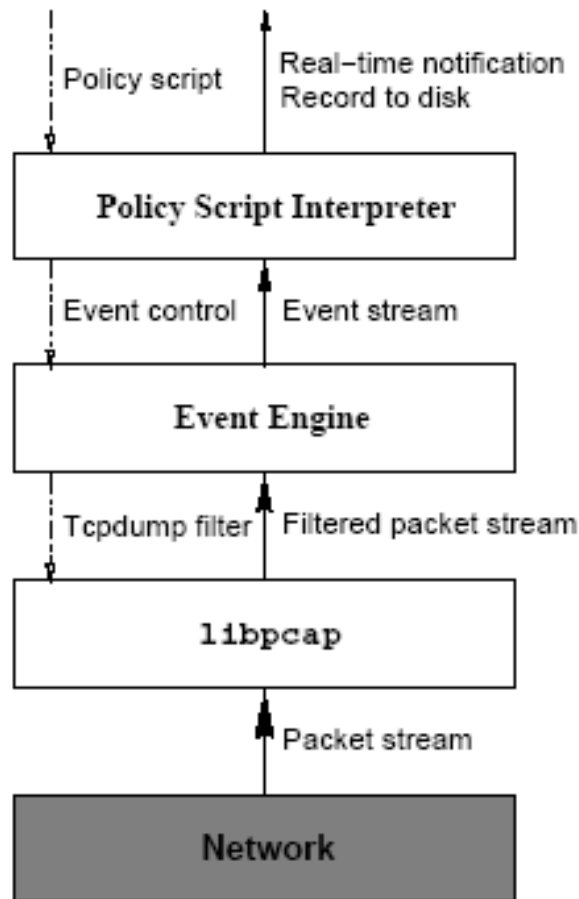 Policy script
Real-time notification
Record to disk
Policy Script Interpreter
Event control
Event stream
Event Engine
Tcpdump filter
Filtered packet stream
libpcap
Packet stream
Network